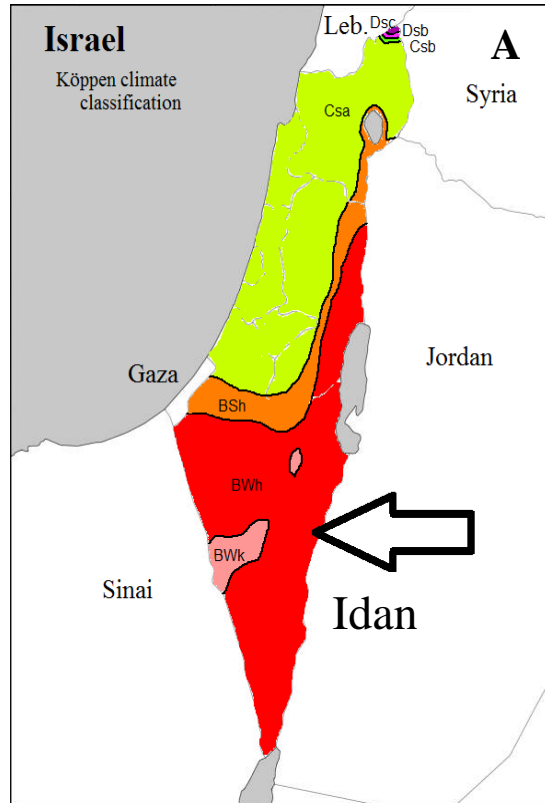 Israel
Köppen climate
classification
Leb.
Dsc
Dsb
Csb
A
Syria
Csa
Gaza
Jordan
BSh
BWh
BWk
Sinai
Idan